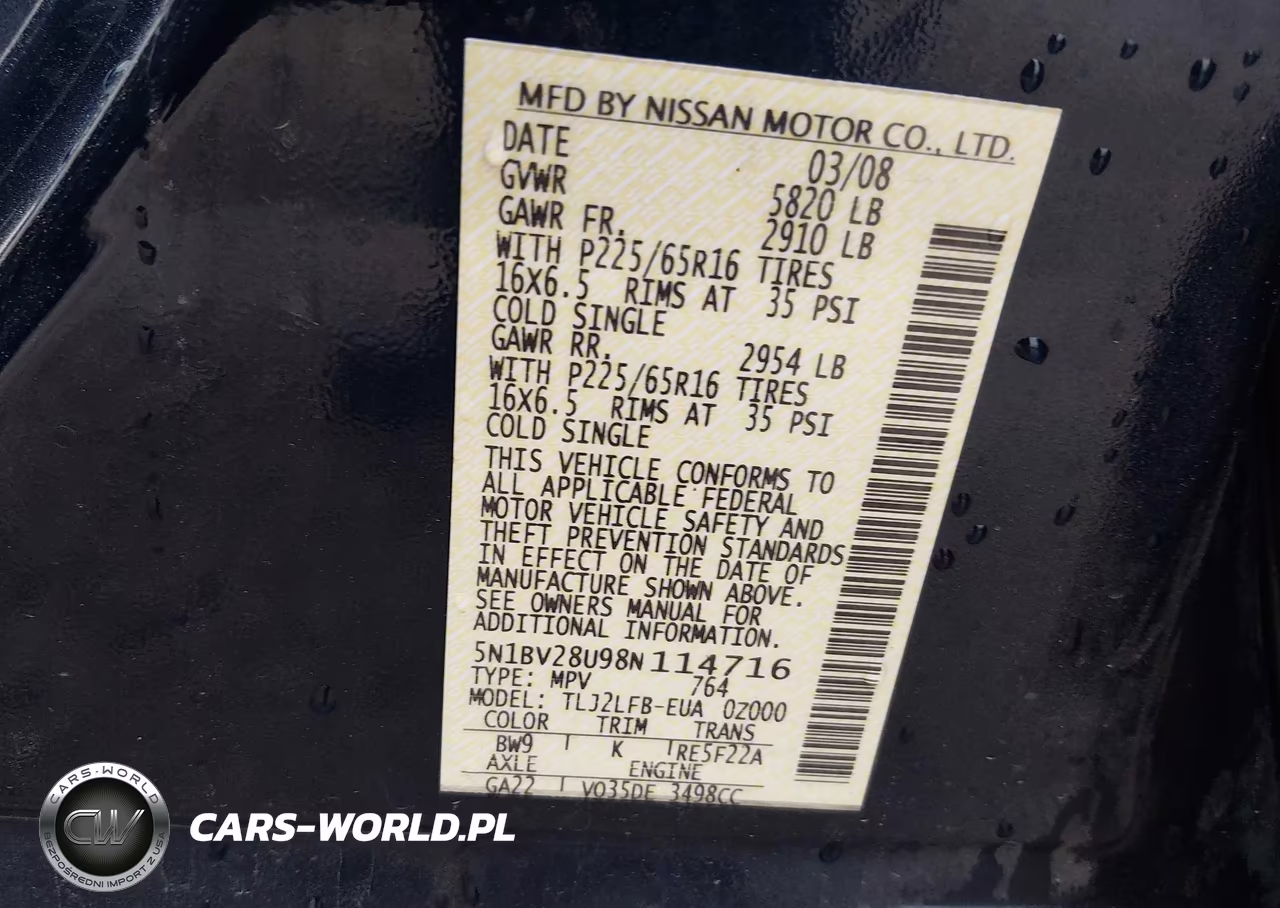 MFD BY NISSAN MOTOR CO., LTD.
DATE 03/08
GVWR 5820 LB
GAWR FR. 2910 LB
WITH P225/65R16 TIRES
16X6.5 RIMS AT 35 PSI
COLD SINGLE
GAWR RR. 2954 LB
WITH P225/65R16 TIRES
16X6.5 RIMS AT 35 PSI
COLD SINGLE
THIS VEHICLE CONFORMS TO
ALL APPLICABLE FEDERAL
MOTOR VEHICLE SAFETY AND
THEFT PREVENTION STANDARDS
IN EFFECT ON THE DATE OF
MANUFACTURE SHOWN ABOVE.
SEE OWNERS MANUAL FOR
ADDITIONAL INFORMATION.
5N1BV28U98N114716
TYPE: MPV 764
MODEL: TL32LFB-EUA 0Z000
COLOR TRIM TRANS
BW9 K RE5F22A
AXLE ENGINE
GA22 VQ35DE 3498CC
CARS-WORLD
CW
BEZPOŚREDNI IMPORT Z USA
CARS-WORLD.PL